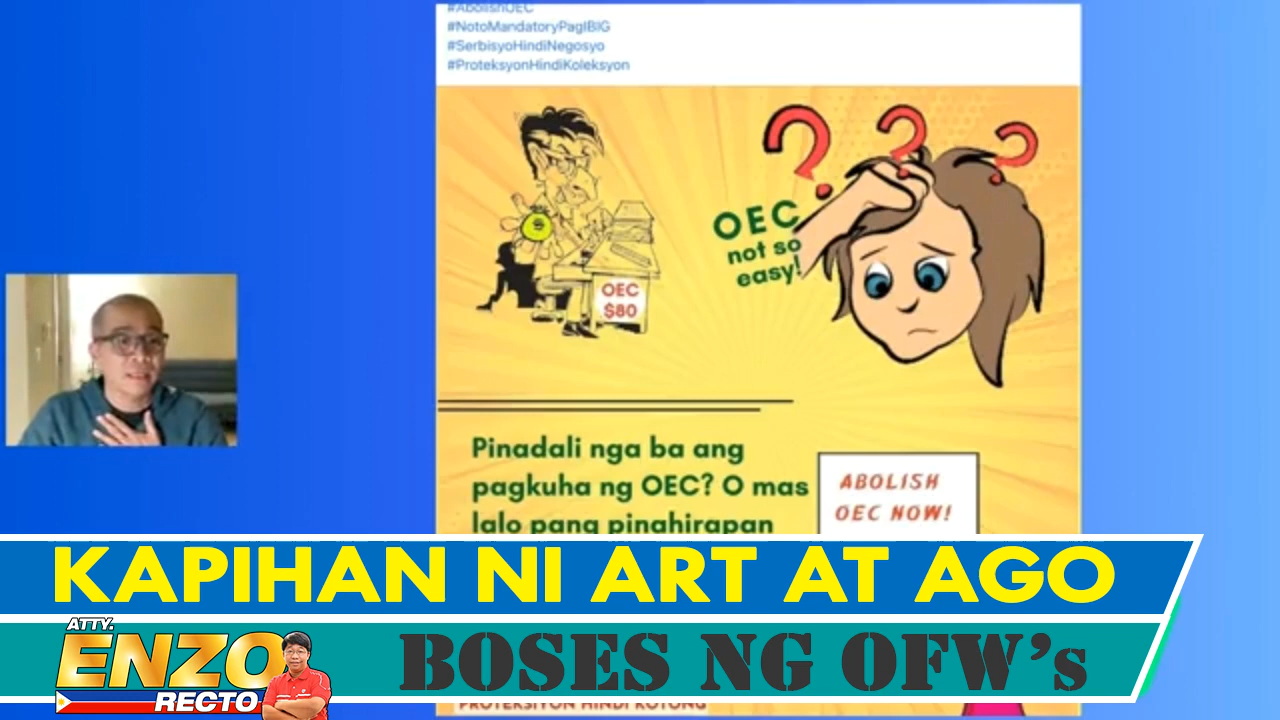 #AbolishOEC
#NotoMandatoryPagIBIG
#SerbisyoHindiNegosyo
#ProteksyonHindiKoleksyon
? ? ?
OEC
not so
easy!
$
OEC
$80
Pinadali nga ba ang
pagkuha ng OEC? O mas
lalo pang pinahirapan
ABOLISH
OEC NOW!
KAPIHAN NI ART AT AGO
ATTY.
ENZO
RECTO
BOSES NG OFW's
PROTEKSIYON HINDI KOTONG